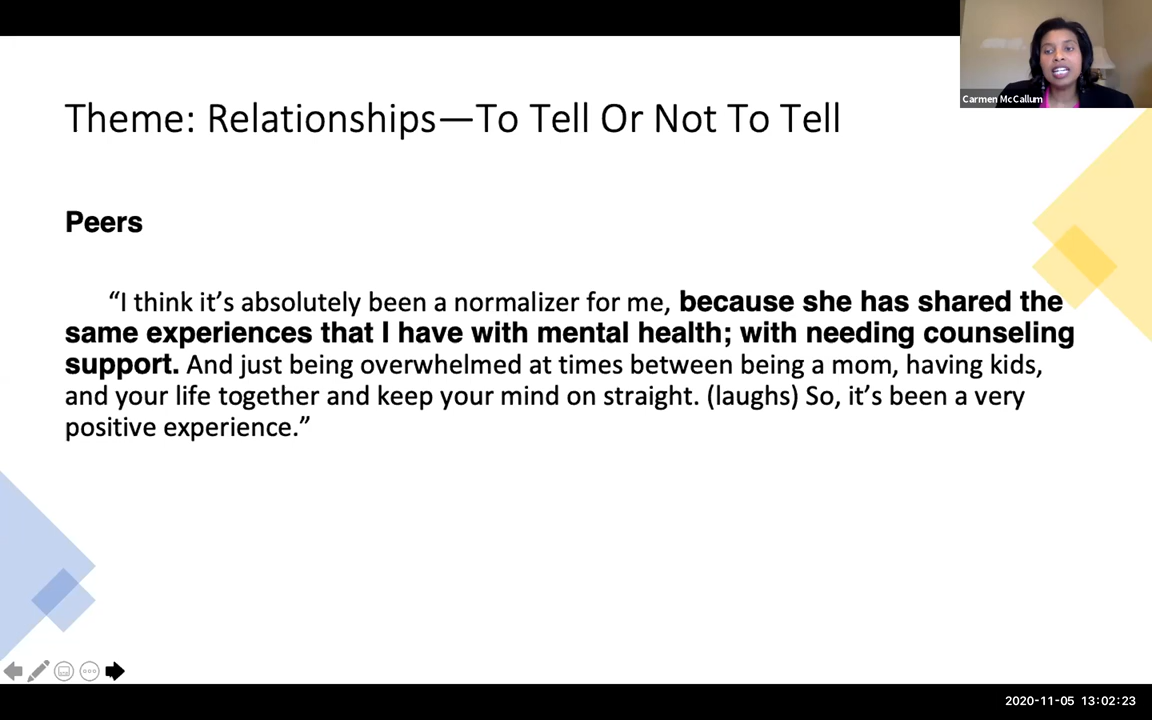 Carmen McCallum
Theme: Relationships—To Tell Or Not To Tell
Peers
“I think it’s absolutely been a normalizer for me, because she has shared the
same experiences that I have with mental health; with needing counseling
support. And just being overwhelmed at times between being a mom, having kids,
and your life together and keep your mind on straight. (laughs) So, it’s been a very
positive experience.”
2020-11-05 13:02:23